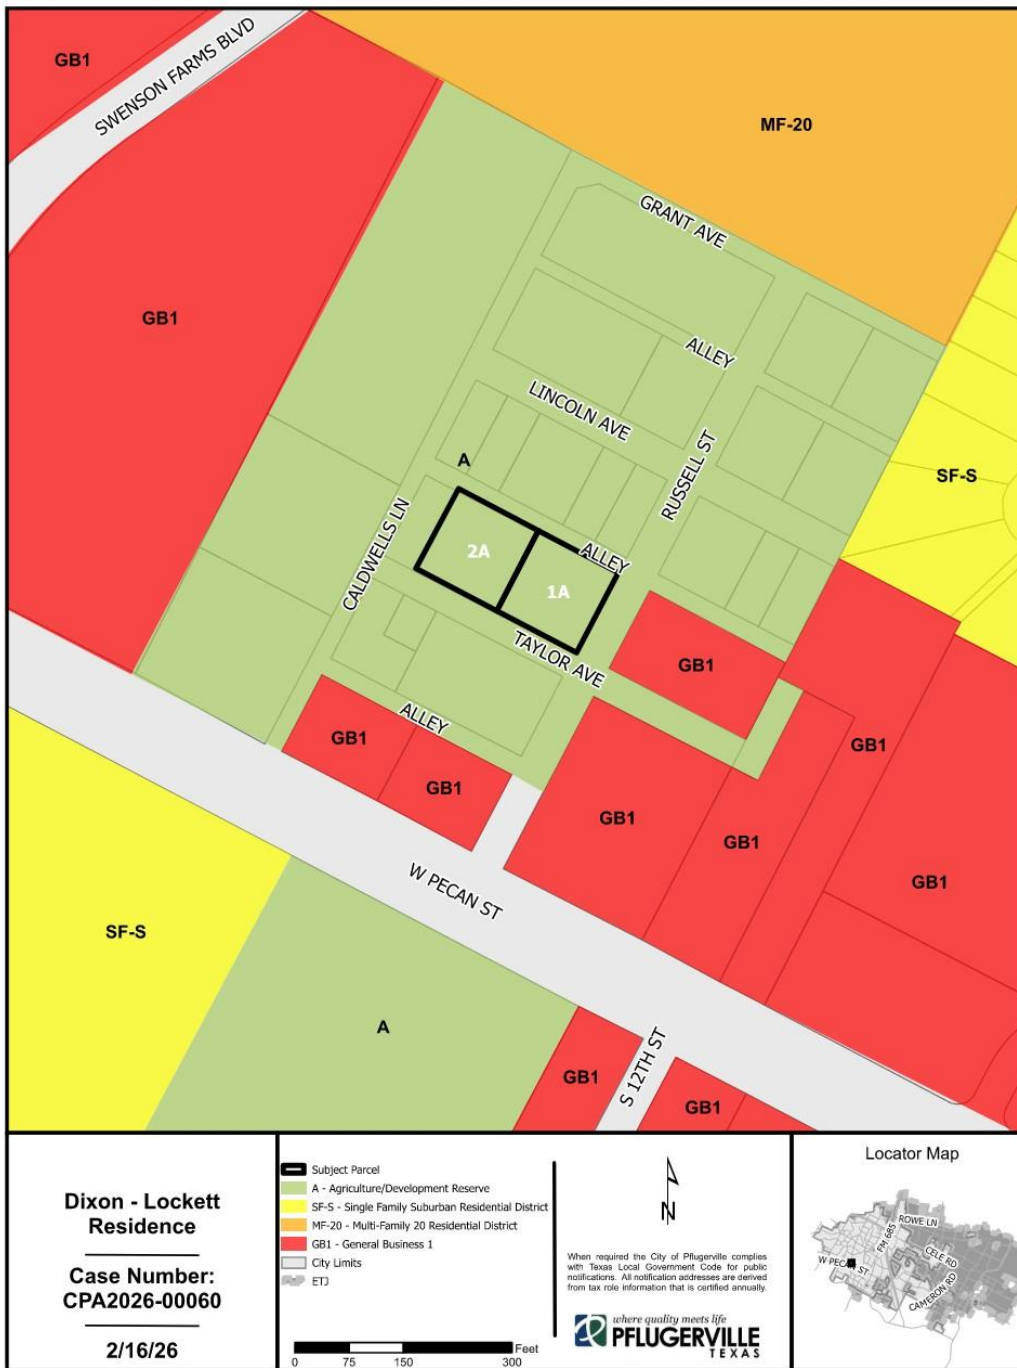 GB1
SWENSON FARMS BLVD
MF-20
GRANT AVE
GB1
ALLEY
LINCOLN AVE
RUSSELL ST
A
SF-S
CALDWELLS LN
2A
ALLEY
1A
TAYLOR AVE
GB1
ALLEY
GB1
GB1
GB1
GB1
GB1
GB1
W PECAN ST
SF-S
A
S 12TH ST
GB1
GB1
Dixon - Lockett
Residence
Case Number:
CPA2026-00060
2/16/26
Subject Parcel
A - Agriculture/Development Reserve
SF-S - Single Family Suburban Residential District
MF-20 - Multi-Family 20 Residential District
GB1 - General Business 1
City Limits
ETJ
Feet
0 75 150 300
N
When required the City of Pflugerville complies
with Texas Local Government Code for public
notifications. All notification addresses are derived
from tax role information that is certified annually.
where quality meets life
PFLUGERVILLE
TEXAS
Locator Map
ROWE LN
FM 685
CELE RD
W PECAN ST
CAMERON RD